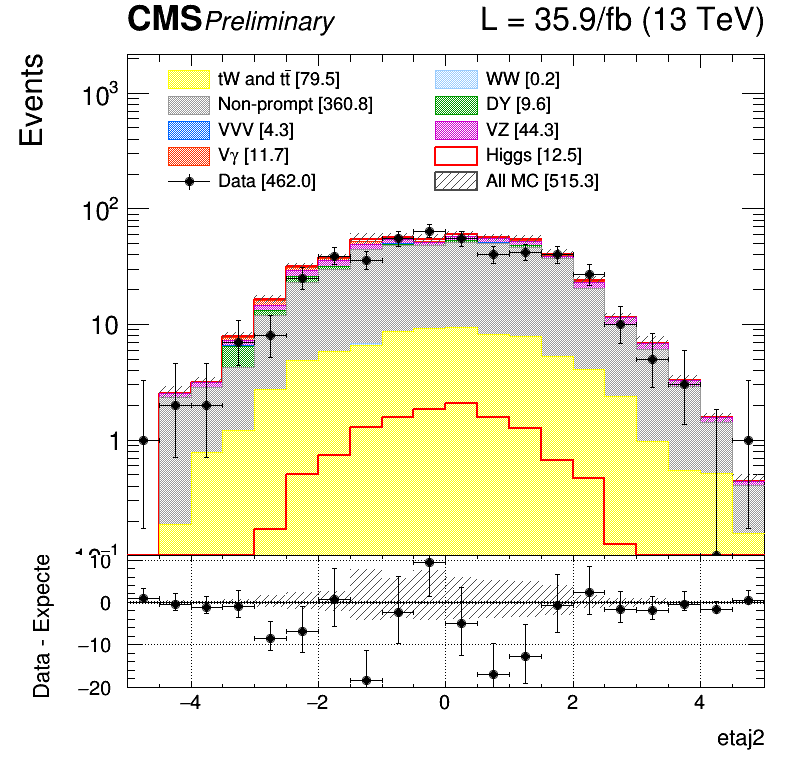 CMS Preliminary L = 35.9/fb (13 TeV)
Events
tW and tt̄ [79.5] WW [0.2]
Non-prompt [360.8] DY [9.6]
VVV [4.3] VZ [44.3]
Vγ [11.7] Higgs [12.5]
Data [462.0] All MC [515.3]
10³
10²
10
1
Data - Expecte
10
0
−10
−20
−4 −2 0 2 4
etaj2